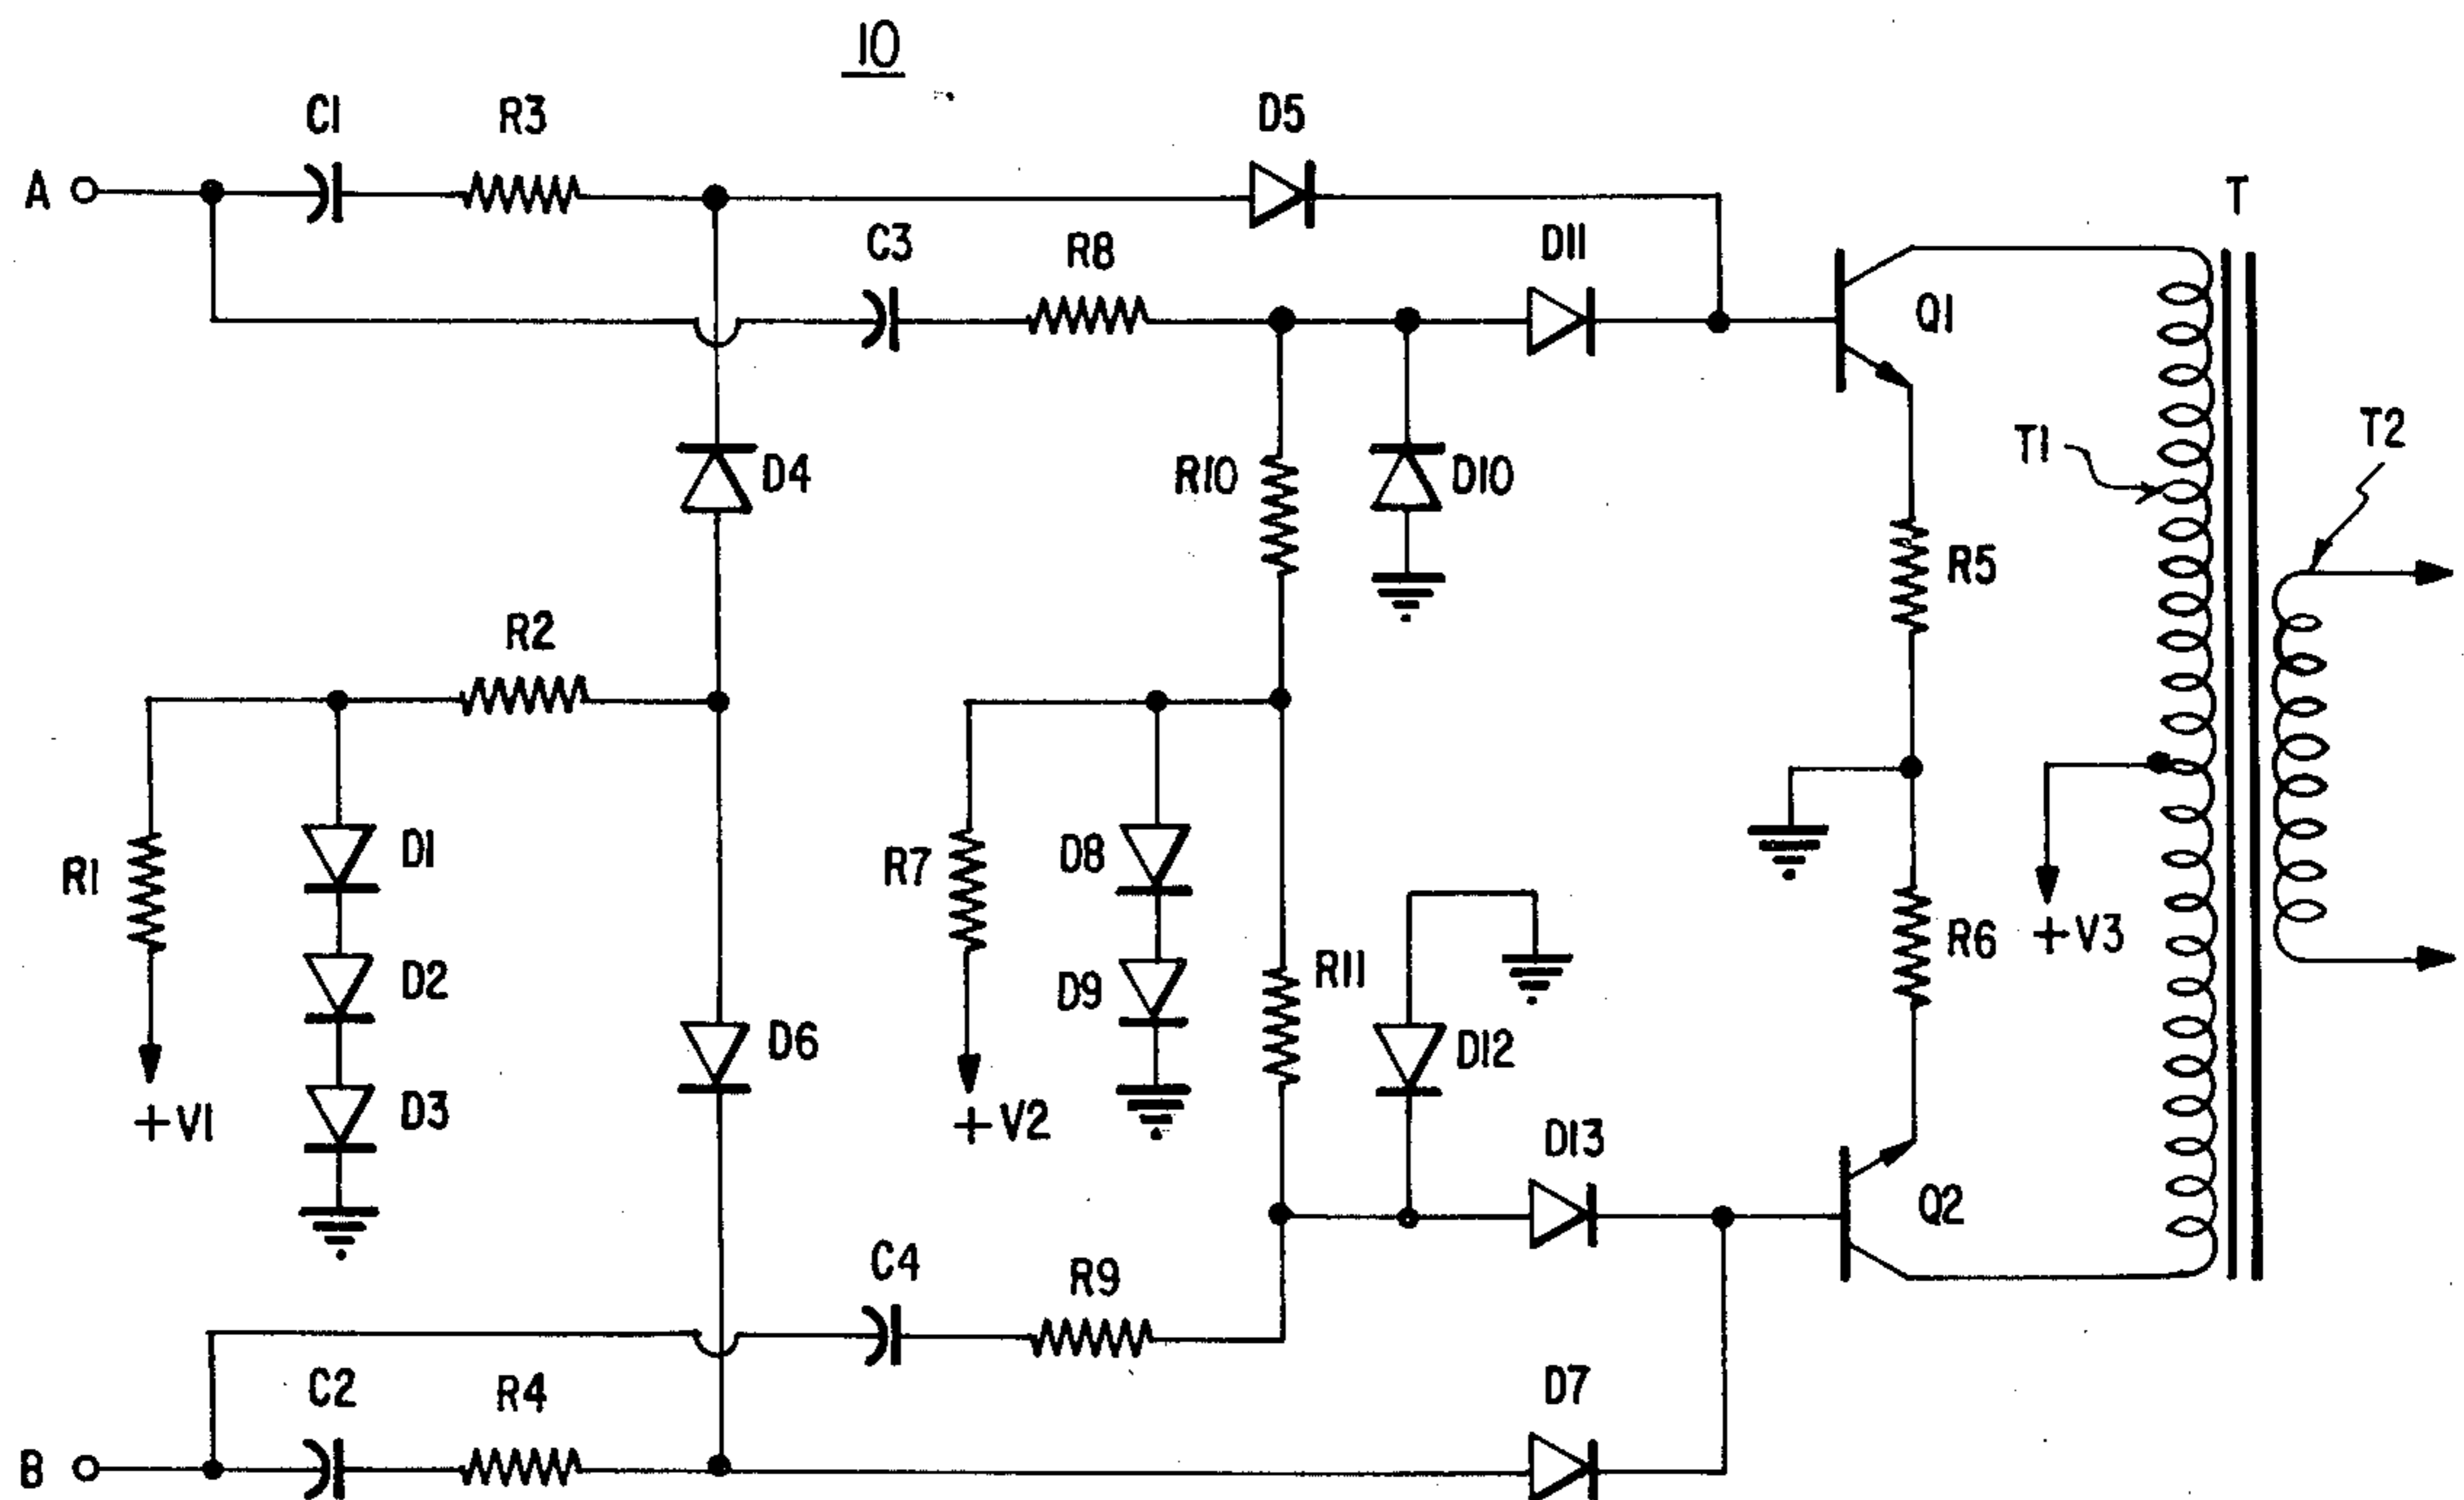 10
C1
R3
D5
A
T
C3
R8
D11
Q1
T1
T2
D4
R10
D10
R5
R2
R1
D1
R7
D8
D2
D9
R11
R6
+V3
D6
D12
D3
+V1
+V2
D13
Q2
C4
R9
C2
R4
D7
B